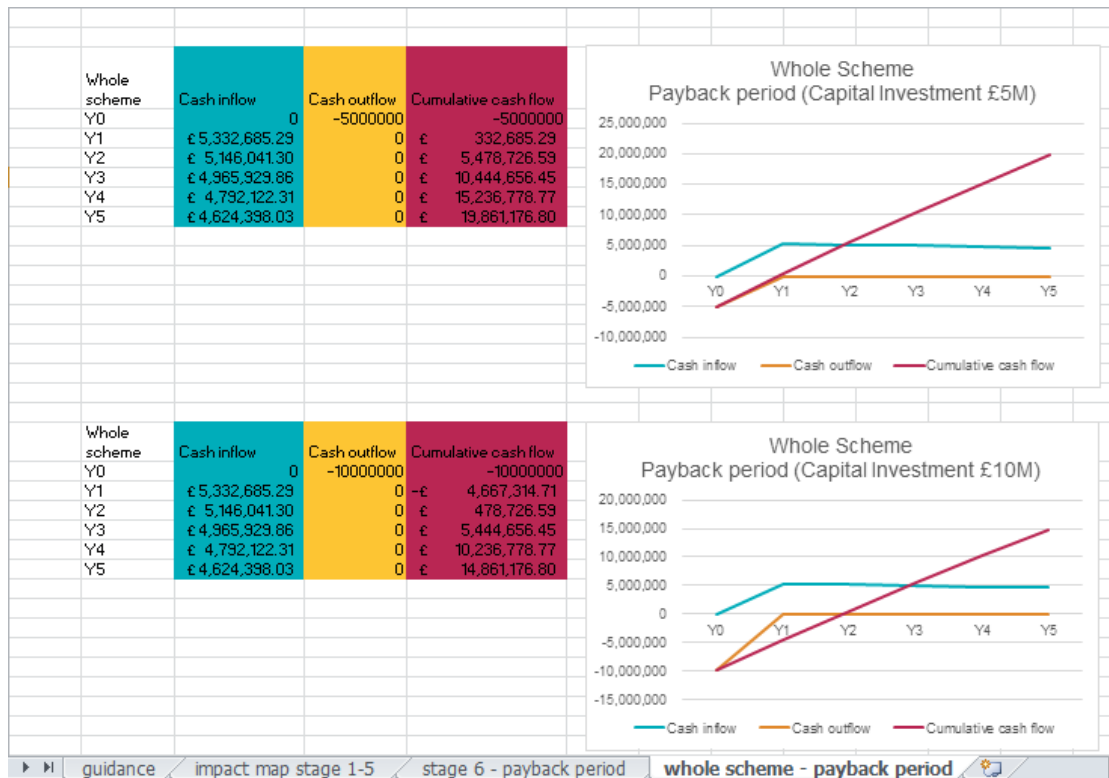 Whole
scheme Cash inflow Cash outflow Cumulative cash flow
Y0 0 -5000000 -5000000
Y1 £5,332,685.29 0 £ 332,685.29
Y2 £ 5,146,041.30 0 £ 5,478,726.59
Y3 £4,965,929.86 0 £ 10,444,656.45
Y4 £ 4,792,122.31 0 £ 15,236,778.77
Y5 £4,624,398.03 0 £ 19,861,176.80
Whole Scheme
Payback period (Capital Investment £5M)
25,000,000
20,000,000
15,000,000
10,000,000
5,000,000
0
Y0 Y1 Y2 Y3 Y4 Y5
-5,000,000
-10,000,000
Cash inflow Cash outflow Cumulative cash flow
Whole
scheme Cash inflow Cash outflow Cumulative cash flow
Y0 0 -10000000 -10000000
Y1 £5,332,685.29 0 -£ 4,667,314.71
Y2 £ 5,146,041.30 0 £ 478,726.59
Y3 £4,965,929.86 0 £ 5,444,656.45
Y4 £ 4,792,122.31 0 £ 10,236,778.77
Y5 £4,624,398.03 0 £ 14,861,176.80
Whole Scheme
Payback period (Capital Investment £10M)
20,000,000
15,000,000
10,000,000
5,000,000
0
Y0 Y1 Y2 Y3 Y4 Y5
-5,000,000
-10,000,000
-15,000,000
Cash inflow Cash outflow Cumulative cash flow
guidance impact map stage 1-5 stage 6 - payback period whole scheme - payback period